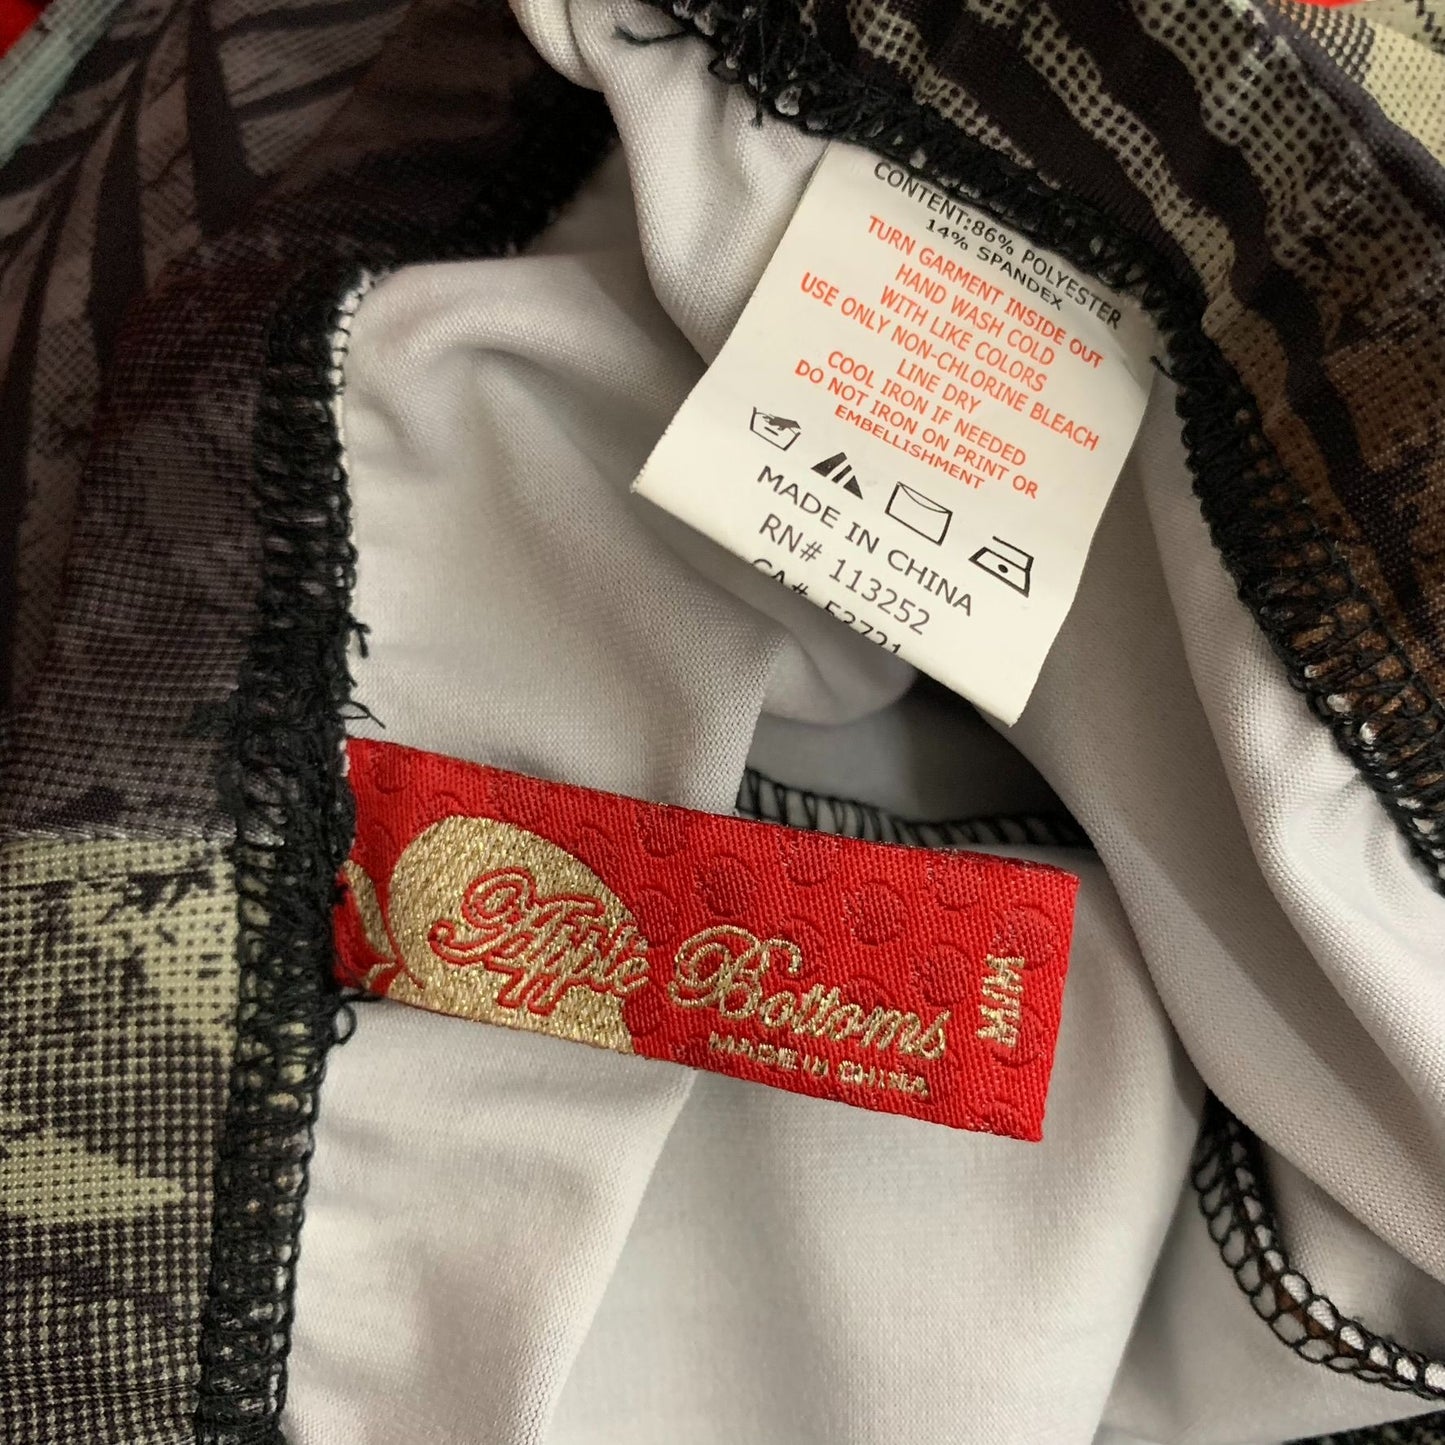 CONTENT:86% POLYESTER
14% SPANDEX
TURN GARMENT INSIDE OUT
HAND WASH COLD
WITH LIKE COLORS
USE ONLY NON-CHLORINE BLEACH
LINE DRY
COOL IRON IF NEEDED
DO NOT IRON ON PRINT OR
EMBELLISHMENT
MADE IN CHINA
RN# 113252
CA# 53721
Apple Bottoms
MADE IN CHINA